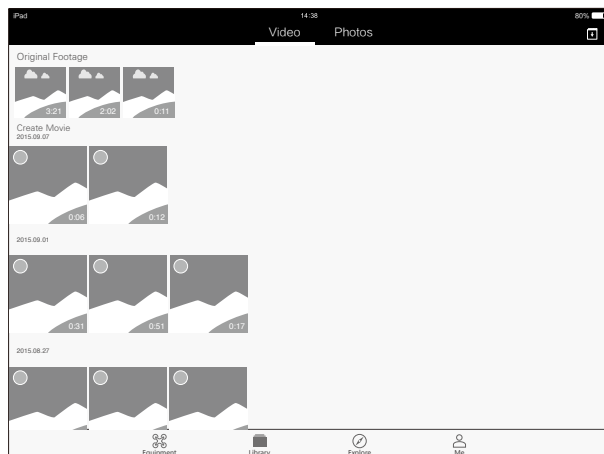 iPad 14:38 80%
Video Photos
Original Footage
3:21 2:02 0:11
Create Movie
2015.09.07
0:06 0:12
2015.09.01
0:31 0:51 0:17
2015.08.27
Equipment Library Explore Me